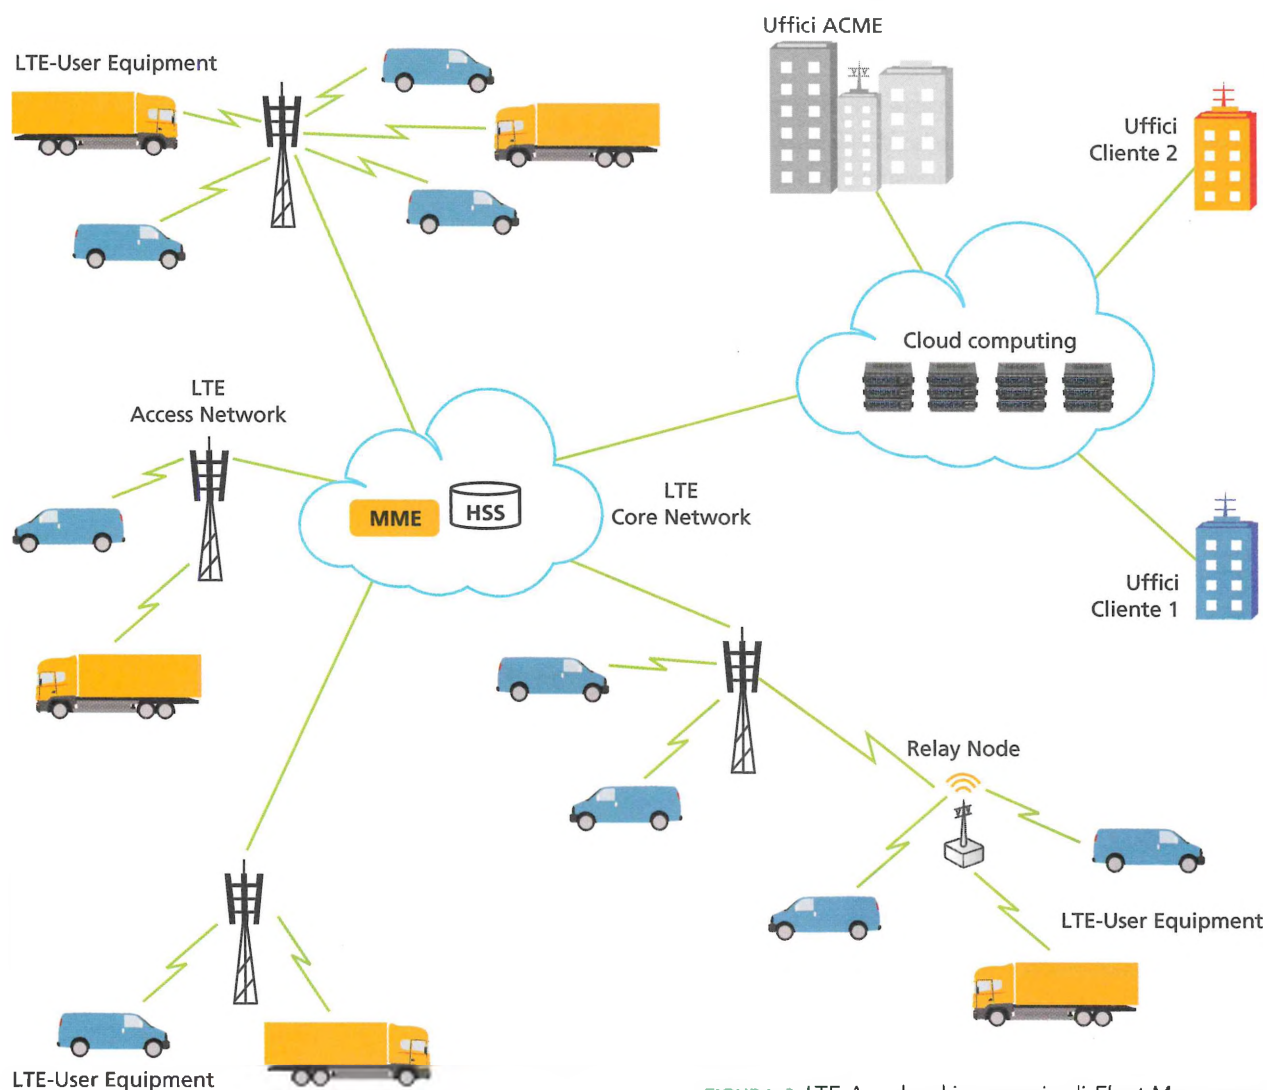 Uffici ACME
LTE-User Equipment
Uffici
Cliente 2
Cloud computing
LTE
Access Network
MME
HSS
LTE
Core Network
Uffici
Cliente 1
Relay Node
LTE-User Equipment
LTE-User Equipment